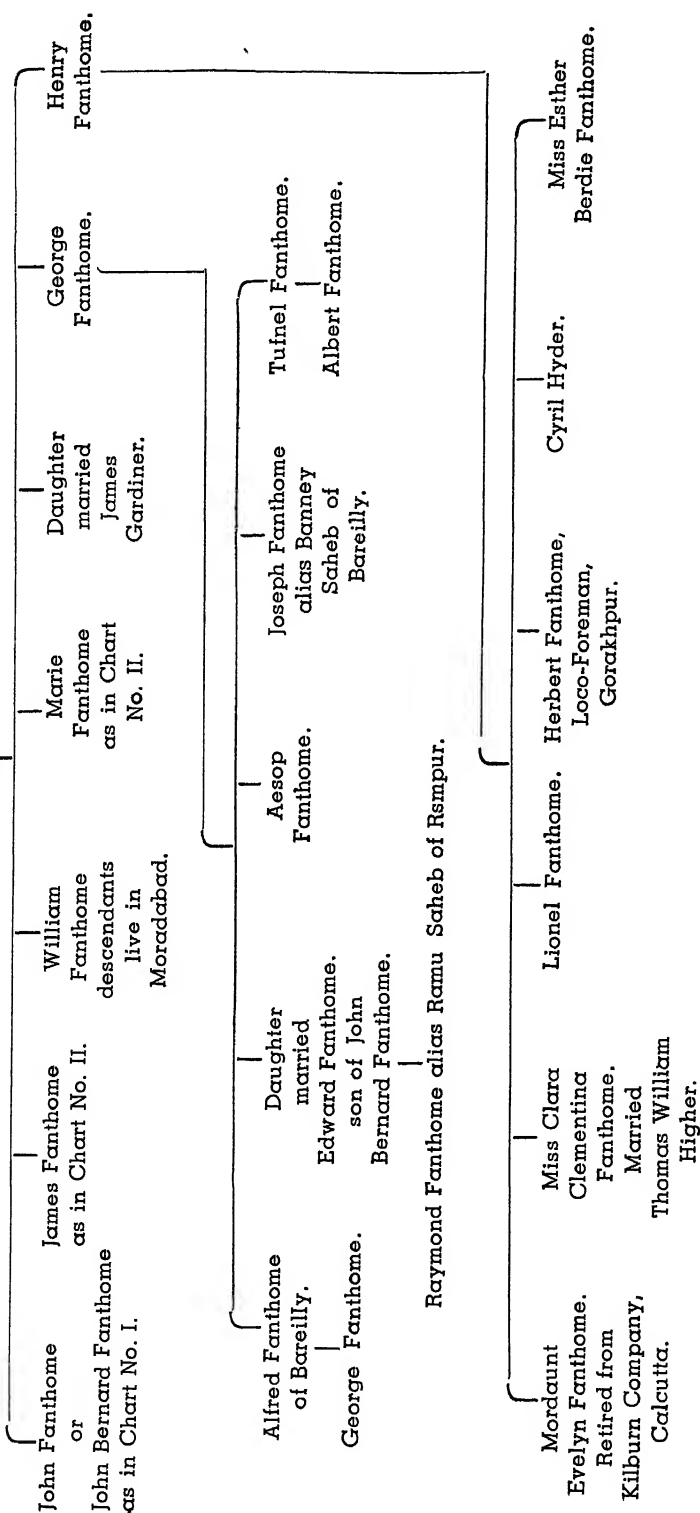 John Fanthome
or
John Bernard Fanthome
as in Chart No. I.
James Fanthome
as in Chart No. II.
William
Fanthome
descendants
live in
Moradabad.
Marie
Fanthome
as in Chart
No. II.
Daughter
married
James
Gardiner.
George
Fanthome.
Henry
Fanthome.
Alfred Fanthome
of Bareilly.
George Fanthome.
Daughter
married
Edward Fanthome.
son of John
Bernard Fanthome.
Raymond Fanthome alias Ramu Saheb of Rsmpur.
Aesop
Fanthome.
Joseph Fanthome
alias Banney
Saheb of
Bareilly.
Tufnel Fanthome.
Albert Fanthome.
Mordaunt
Evelyn Fanthome.
Retired from
Kilburn Company,
Calcutta.
Miss Clara
Clementina
Fanthome.
Married
Thomas William
Higher.
Lionel Fanthome.
Herbert Fanthome,
Loco-Foreman,
Gorakhpur.
Cyril Hyder.
Miss Esther
Berdie Fanthome.